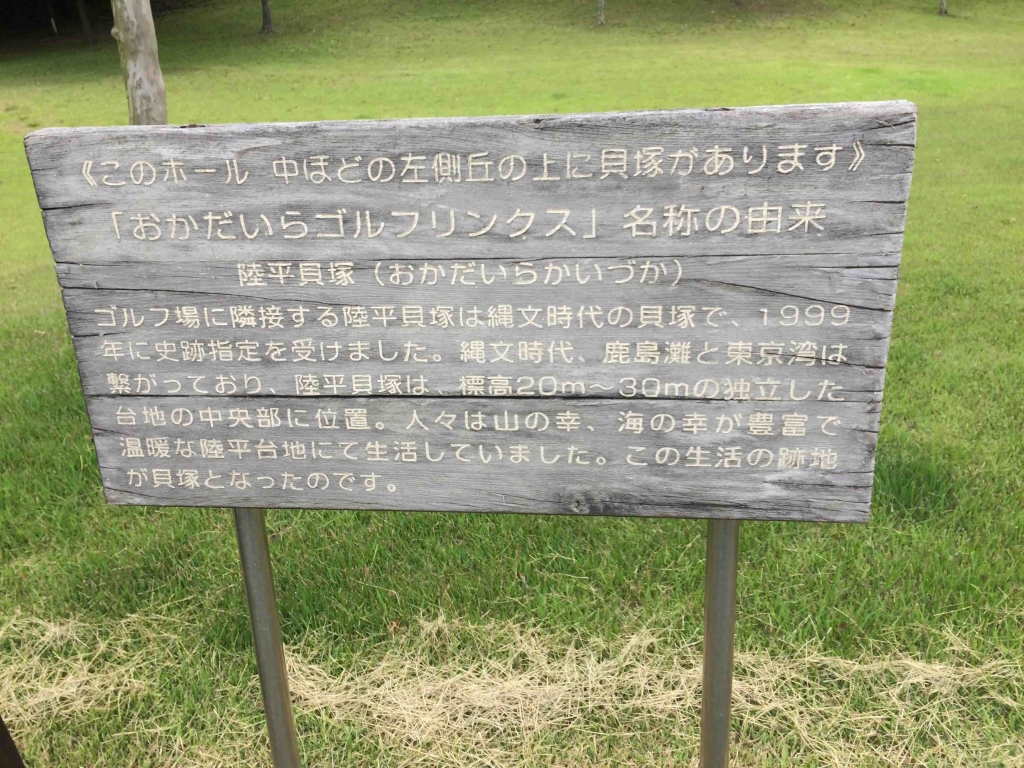 《このホール 中ほどの左側丘の上に貝塚があります》
「おかだいらゴルフリンクス」名称の由来
陸平貝塚（おかだいらかいづか）
ゴルフ場に隣接する陸平貝塚は縄文時代の貝塚で、1999
年に史跡指定を受けました。縄文時代、鹿島灘と東京湾は
繋がっており、陸平貝塚は、標高20m～30mの独立した
台地の中央部に位置。人々は山の幸、海の幸が豊富で
温暖な陸平台地にて生活していました。この生活の跡地
が貝塚となったのです。